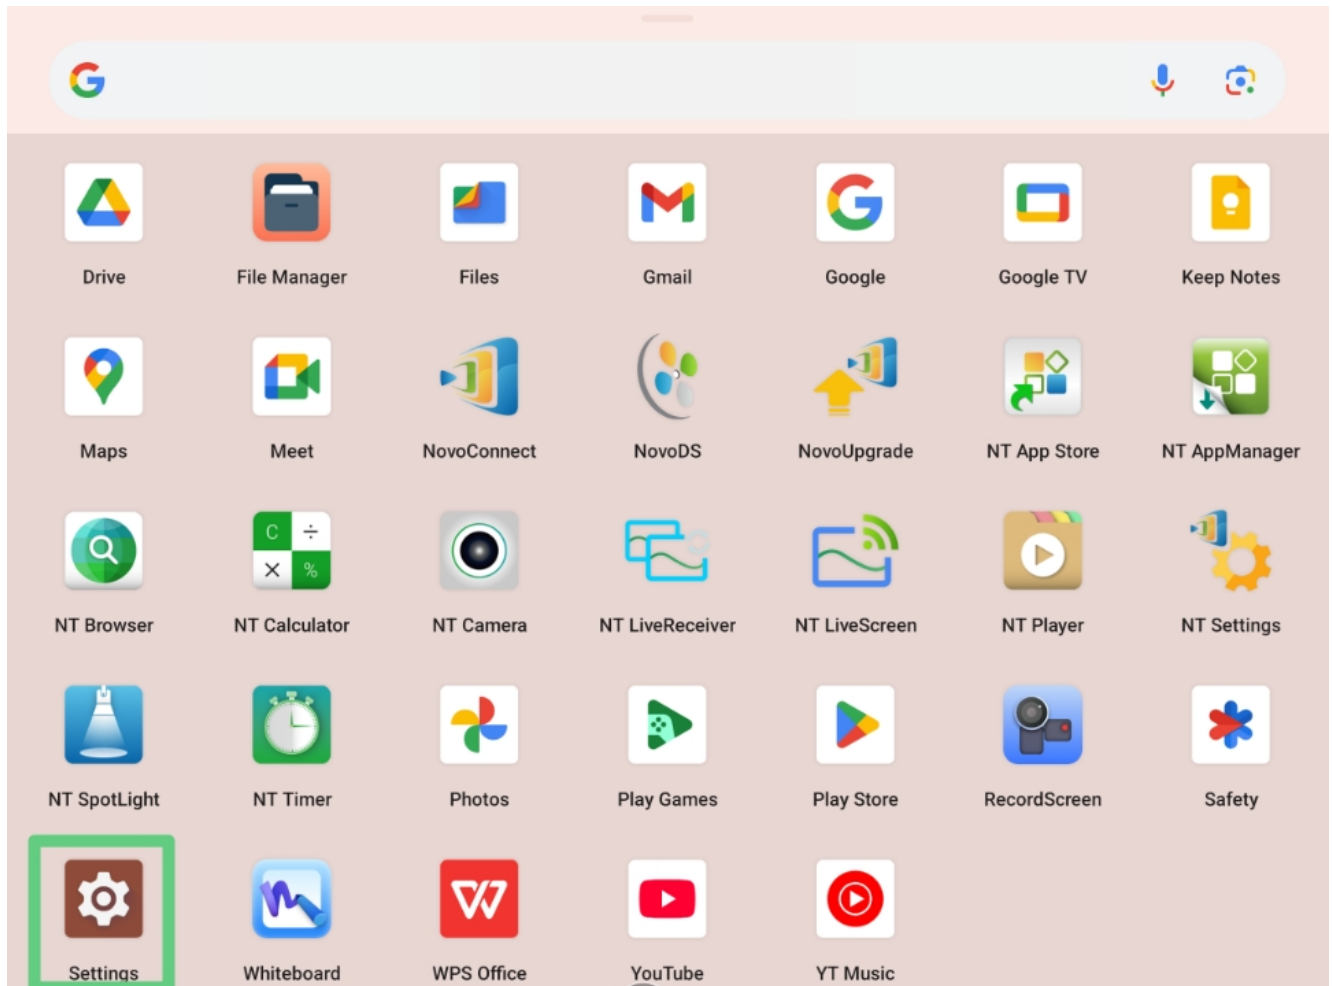 Drive File Manager Files Gmail Google Google TV Keep Notes
Maps Meet NovoConnect NovoDS NovoUpgrade NT App Store NT AppManager
NT Browser NT Calculator NT Camera NT LiveReceiver NT LiveScreen NT Player NT Settings
NT SpotLight NT Timer Photos Play Games Play Store RecordScreen Safety
Settings Whiteboard WPS Office YouTube YT Music